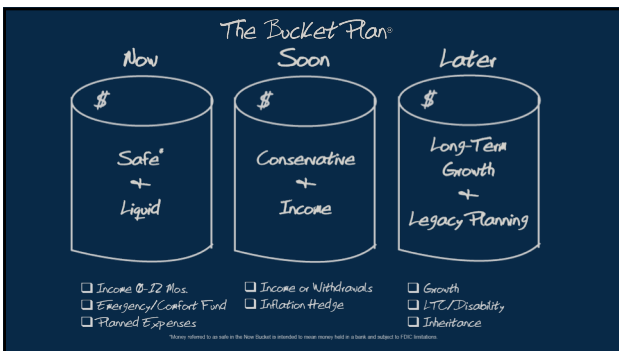 The Bucket Plan®
Now
Soon
Later
$
$
$
Safe*
+
Liquid
Conservative
+
Income
Long-Term
Growth
+
Legacy Planning
❑ Income 0-12 Mos.
❑ Emergency/Comfort Fund
❑ Planned Expenses
❑ Income or Withdrawals
❑ Inflation Hedge
❑ Growth
❑ LTC/Disability
❑ Inheritance
*Money referred to as safe in the Now Bucket is intended to mean money held in a bank and subject to FDIC limitations.